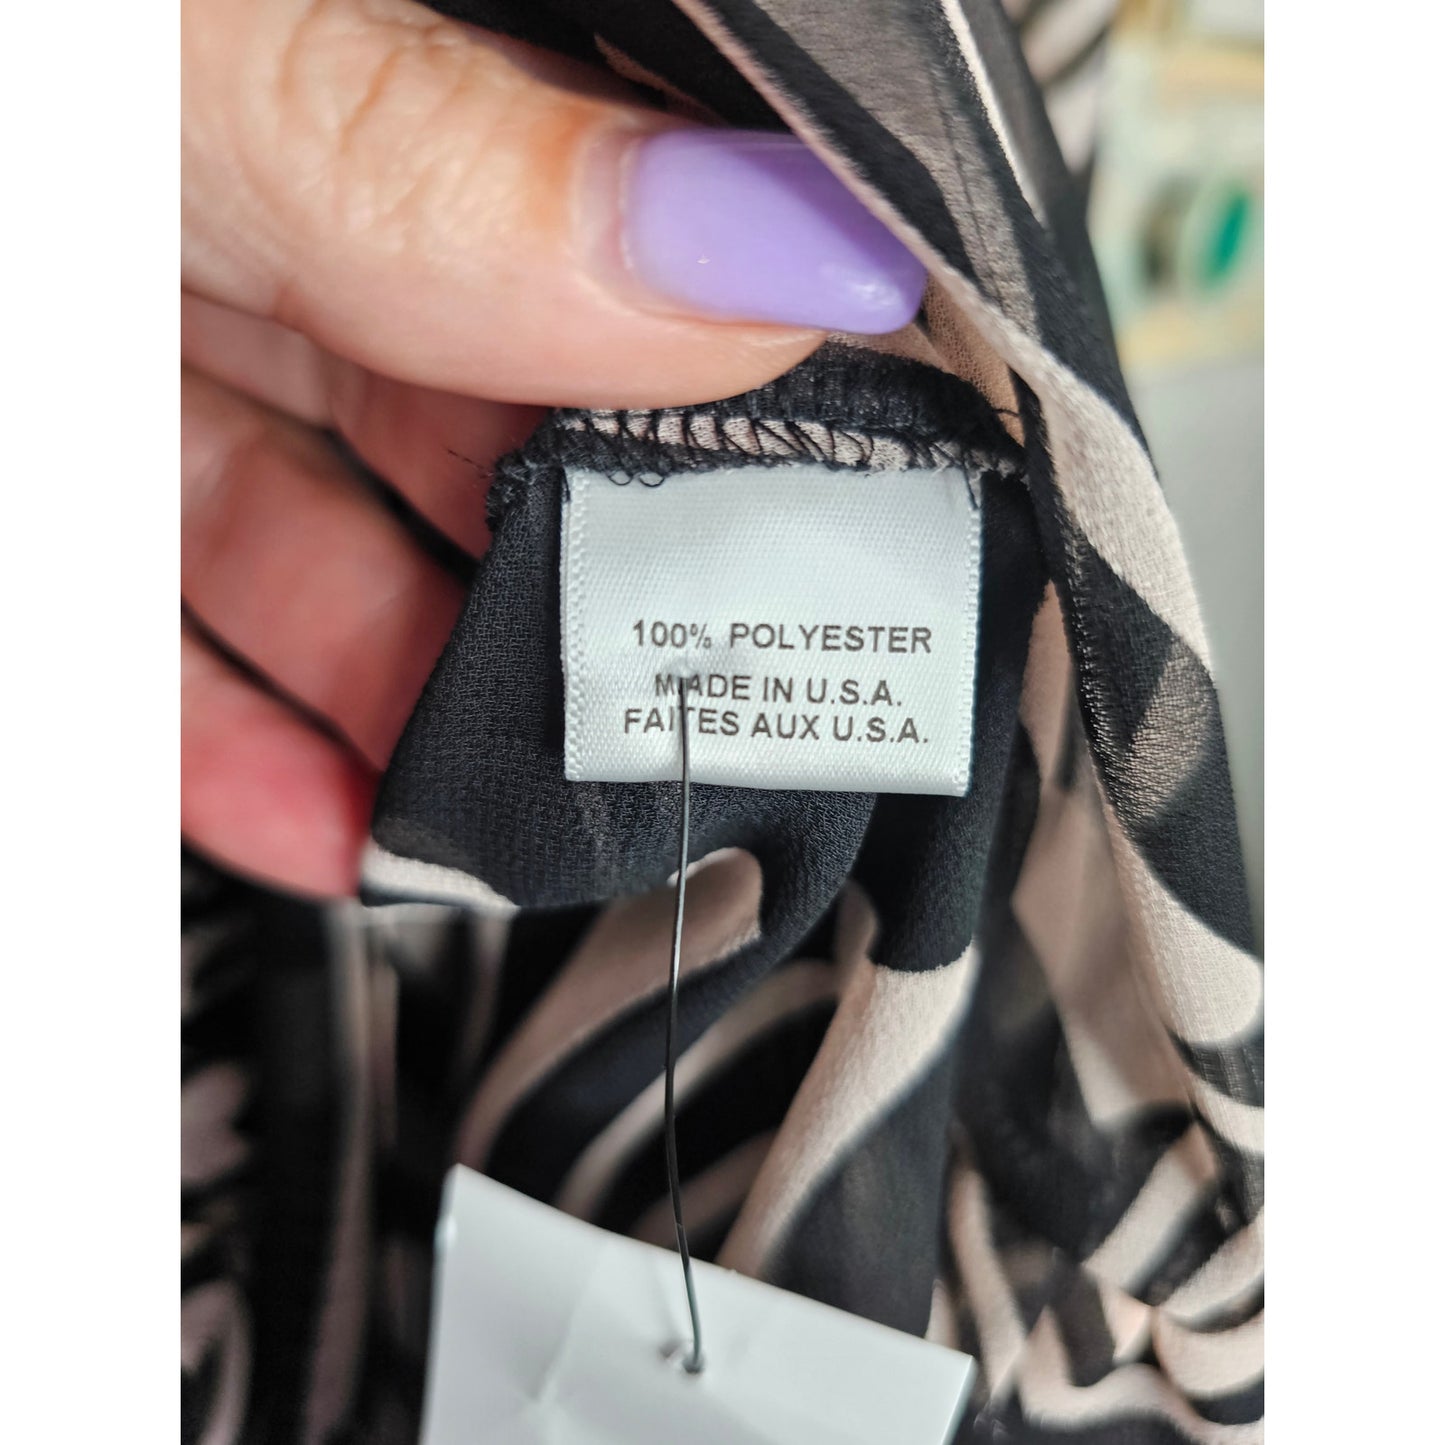 100% POLYESTER
MADE IN U.S.A.
FAITES AUX U.S.A.